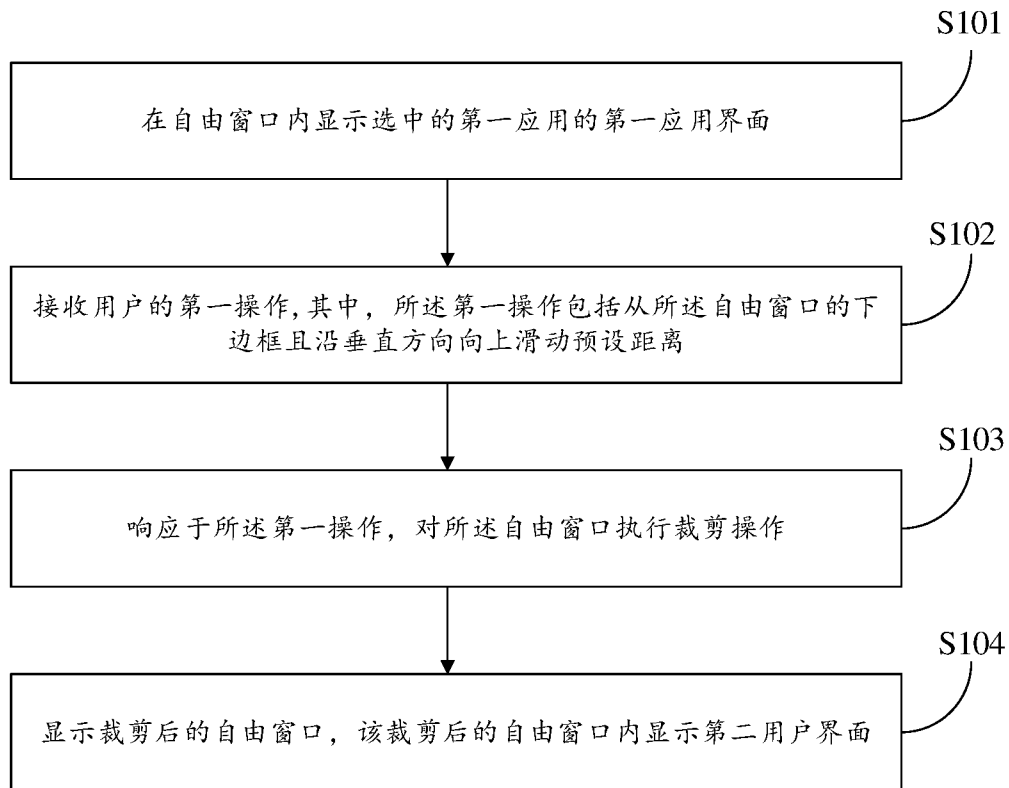 S101
在自由窗口内显示选中的第一应用的第一应用界面
S102
接收用户的第一操作,其中，所述第一操作包括从所述自由窗口的下
边框且沿垂直方向向上滑动预设距离
S103
响应于所述第一操作，对所述自由窗口执行裁剪操作
S104
显示裁剪后的自由窗口，该裁剪后的自由窗口内显示第二用户界面